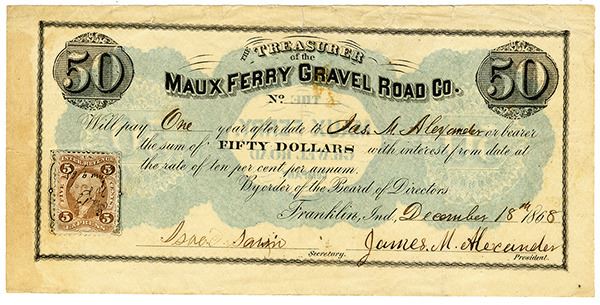 50 THE TREASURER 50
of the
MAUX FERRY GRAVEL ROAD CO.
No.
Will pay One year after date to Jas. M. Alexander or bearer
the sum of FIFTY DOLLARS with interest from date at
the rate of ten per cent per annum.
By order of the Board of Directors
Franklin, Ind, December 18th 1868
Isaac James M. Alexander
Secretary. President.
5 5